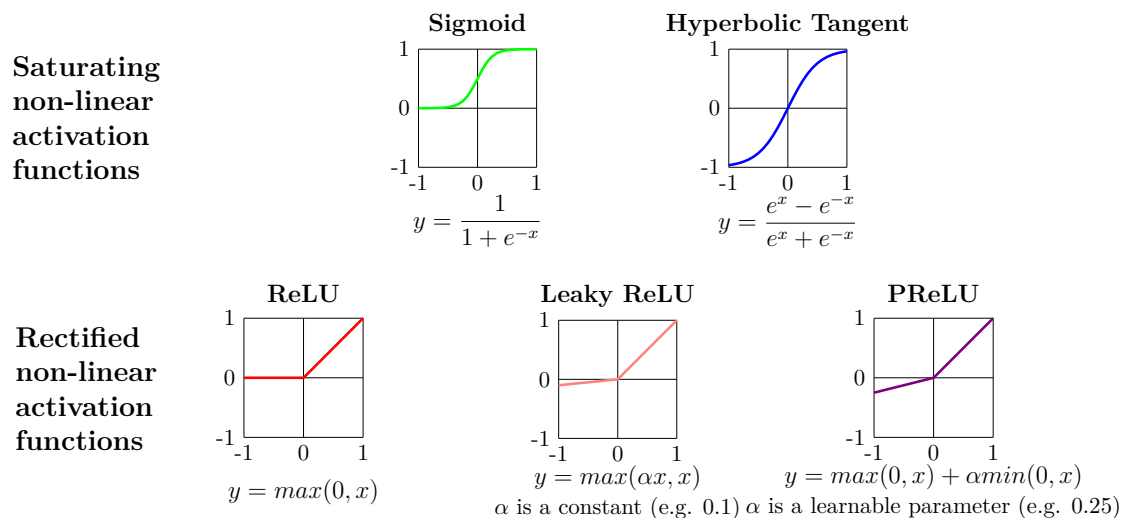 Sigmoid
Hyperbolic Tangent
Saturating
non-linear
activation
functions
1
0
-1
-1 0 1
1
0
-1
-1 0 1
y = \frac{1}{1 + e^{-x}}
y = \frac{e^x - e^{-x}}{e^x + e^{-x}}
ReLU
Leaky ReLU
PReLU
Rectified
non-linear
activation
functions
1
0
-1
-1 0 1
1
0
-1
-1 0 1
1
0
-1
-1 0 1
y = max(0, x)
y = max(αx, x)
α is a constant (e.g. 0.1)
y = max(0, x) + αmin(0, x)
α is a learnable parameter (e.g. 0.25)